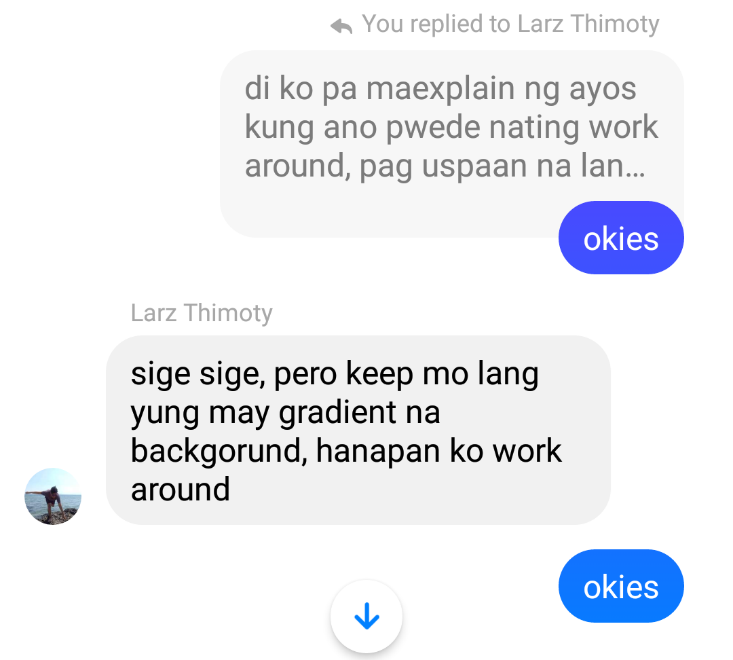 You replied to Larz Thimoty
di ko pa maexplain ng ayos
kung ano pwede nating work
around, pag uspaan na lan...
okies
Larz Thimoty
sige sige, pero keep mo lang
yung may gradient na
backgorund, hanapan ko work
around
okies